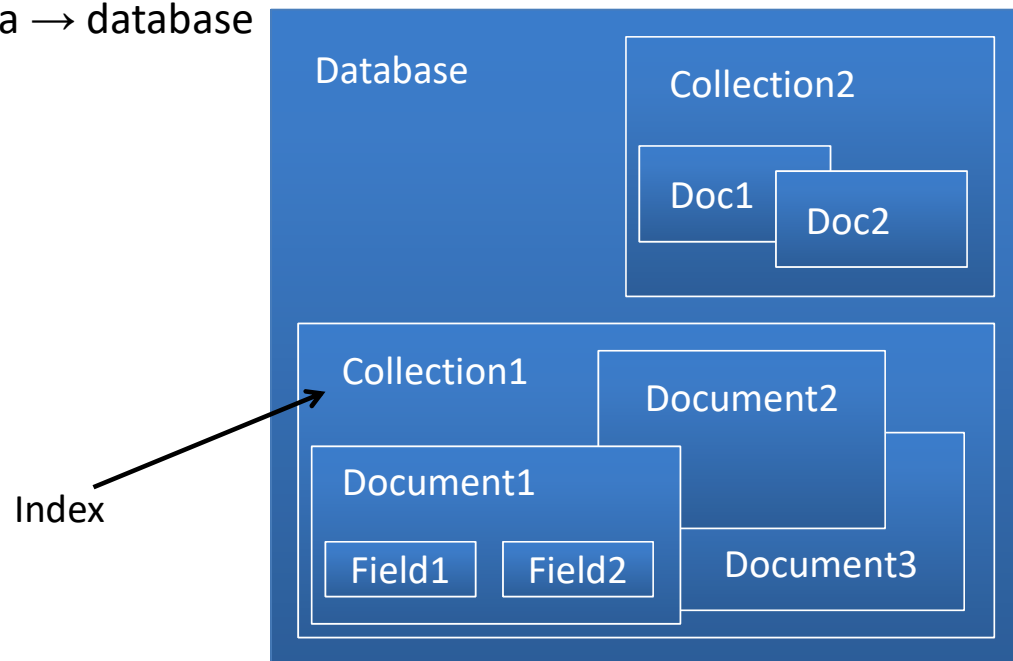 a → database
Database
Collection2
Doc1
Doc2
Collection1
Document2
Document1
Index
Field1
Field2
Document3